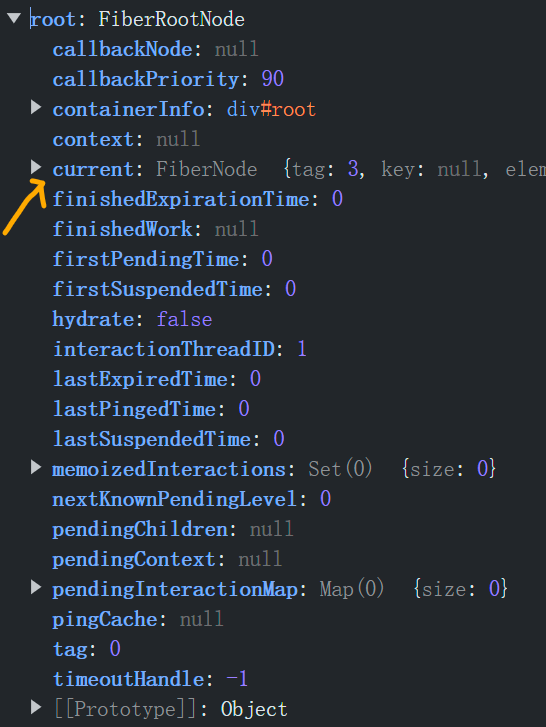 root: FiberRootNode
callbackNode: null
callbackPriority: 90
containerInfo: div#root
context: null
current: FiberNode {tag: 3, key: null, elem
finishedExpirationTime: 0
finishedWork: null
firstPendingTime: 0
firstSuspendedTime: 0
hydrate: false
interactionThreadID: 1
lastExpiredTime: 0
lastPingedTime: 0
lastSuspendedTime: 0
memoizedInteractions: Set(0) {size: 0}
nextKnownPendingLevel: 0
pendingChildren: null
pendingContext: null
pendingInteractionMap: Map(0) {size: 0}
pingCache: null
tag: 0
timeoutHandle: -1
[[Prototype]]: Object